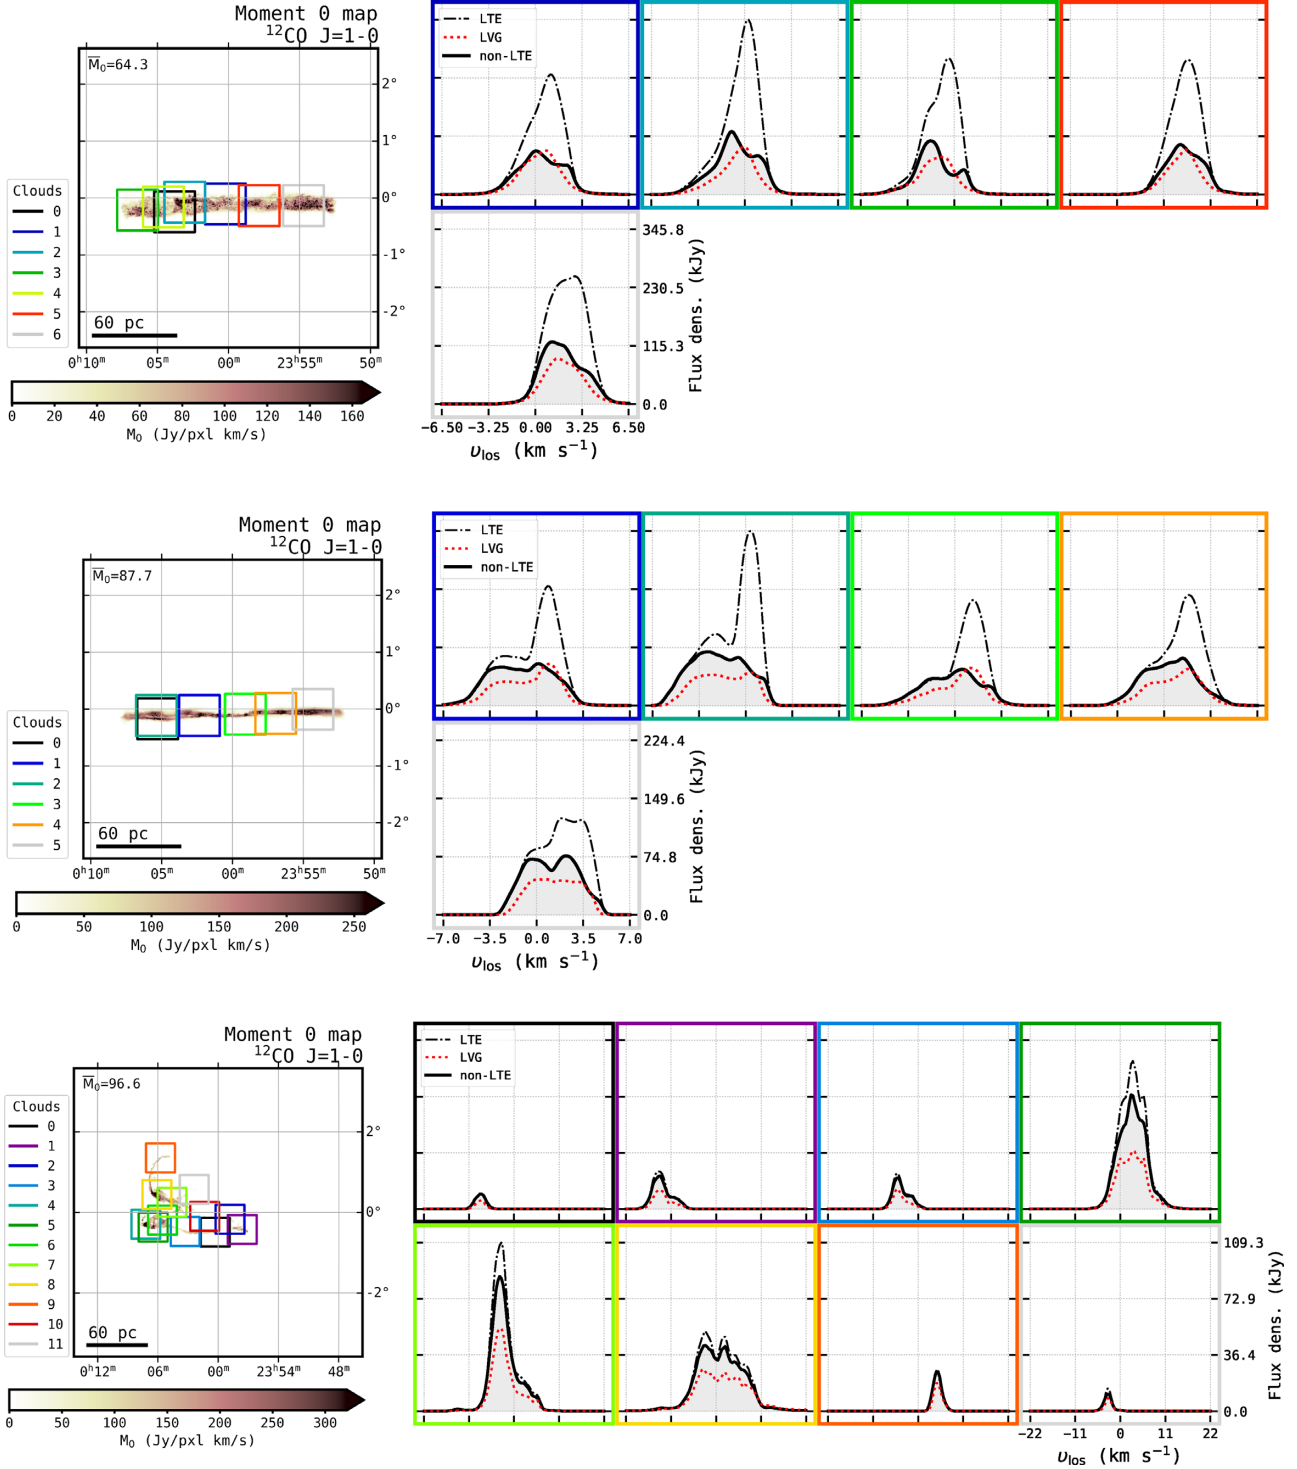 Moment 0 map
¹²CO J=1-0
M̅₀=64.3
2°
1°
0°
-1°
-2°
Clouds
0
1
2
3
4
5
6
60 pc
0ʰ10ᵐ 05ᵐ 00ᵐ 23ʰ55ᵐ 50ᵐ
0 20 40 60 80 100 120 140 160
M₀ (Jy/pxl km/s)
LTE
LVG
non-LTE
345.8
230.5
115.3
0.0
Flux dens. (kJy)
−6.50 −3.25 0.00 3.25 6.50
υₗₒₛ (km s⁻¹)
Moment 0 map
¹²CO J=1-0
M̅₀=87.7
2°
1°
0°
-1°
-2°
Clouds
0
1
2
3
4
5
60 pc
0ʰ10ᵐ 05ᵐ 00ᵐ 23ʰ55ᵐ 50ᵐ
0 50 100 150 200 250
M₀ (Jy/pxl km/s)
LTE
LVG
non-LTE
224.4
149.6
74.8
0.0
Flux dens. (kJy)
−7.0 −3.5 0.0 3.5 7.0
υₗₒₛ (km s⁻¹)
Moment 0 map
¹²CO J=1-0
M̅₀=96.6
2°
0°
-2°
Clouds
0
1
2
3
4
5
6
7
8
9
10
11
60 pc
0ʰ12ᵐ 06ᵐ 00ᵐ 23ʰ54ᵐ 48ᵐ
0 50 100 150 200 250 300
M₀ (Jy/pxl km/s)
LTE
LVG
non-LTE
109.3
72.9
36.4
0.0
Flux dens. (kJy)
−22 −11 0 11 22
υₗₒₛ (km s⁻¹)